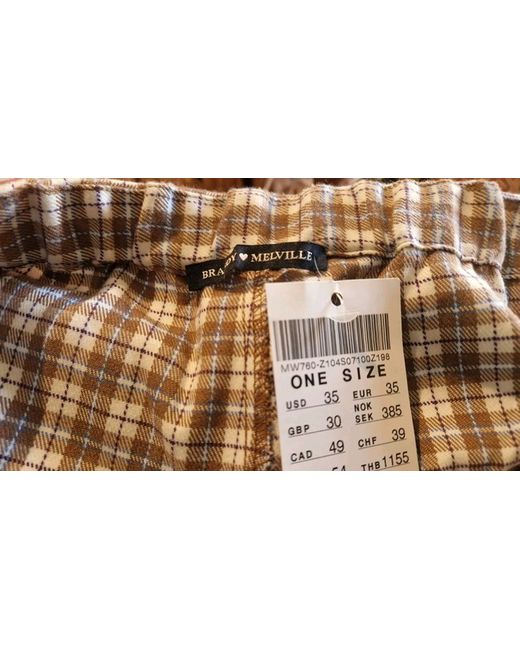 BRANDY ♥ MELVILLE
MW760-Z104S07100Z198
ONE SIZE
USD 35 EUR 35
GBP 30 NOK SEK 385
CAD 49 CHF 39
54 THB 1155